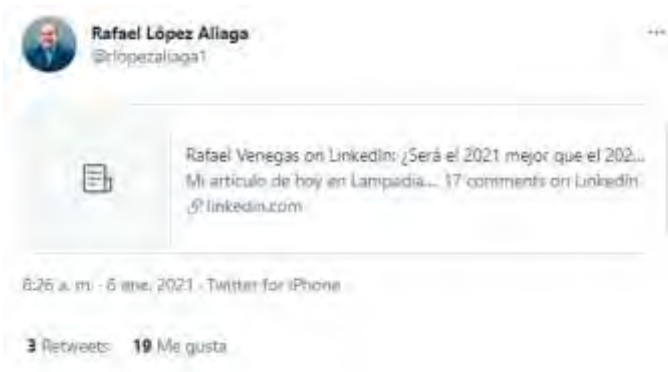 Rafael López Aliaga
@rlopezaliaga1
Rafael Venegas on LinkedIn: ¿Será el 2021 mejor que el 202...
Mi artículo de hoy en Lampadia... 17 comments on LinkedIn
linkedin.com
8:26 a. m. · 6 ene. 2021 · Twitter for iPhone
3 Retweets 19 Me gusta